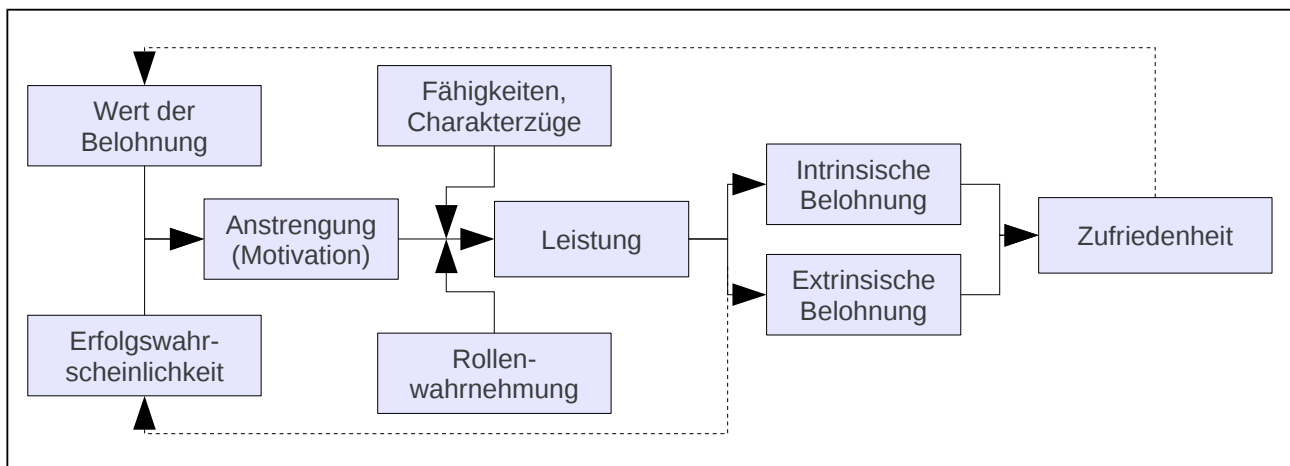 Wert der
Belohnung
Fähigkeiten,
Charakterzüge
Anstrengung
(Motivation)
Leistung
Intrinsische
Belohnung
Extrinsische
Belohnung
Zufriedenheit
Erfolgswahr-
scheinlichkeit
Rollen-
wahrnehmung